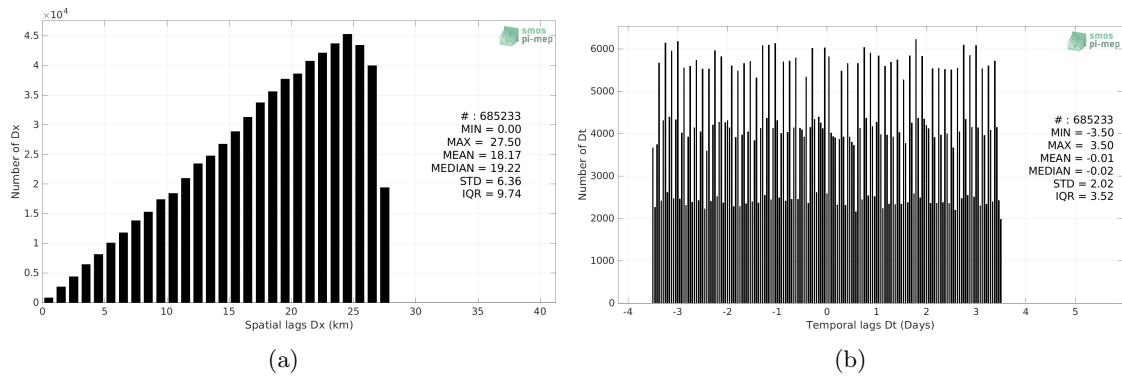 ×10⁴
4.5
4
3.5
3
2.5
2
1.5
1
0.5
0
Number of Dx
smos
pi-mep
# : 685233
MIN = 0.00
MAX = 27.50
MEAN = 18.17
MEDIAN = 19.22
STD = 6.36
IQR = 9.74
0 5 10 15 20 25 30 35 40
Spatial lags Dx (km)
(a)
6000
5000
4000
3000
2000
1000
0
Number of Dt
smos
pi-mep
# : 685233
MIN = -3.50
MAX = 3.50
MEAN = -0.01
MEDIAN = -0.02
STD = 2.02
IQR = 3.52
-4 -3 -2 -1 0 1 2 3 4 5
Temporal lags Dt (Days)
(b)